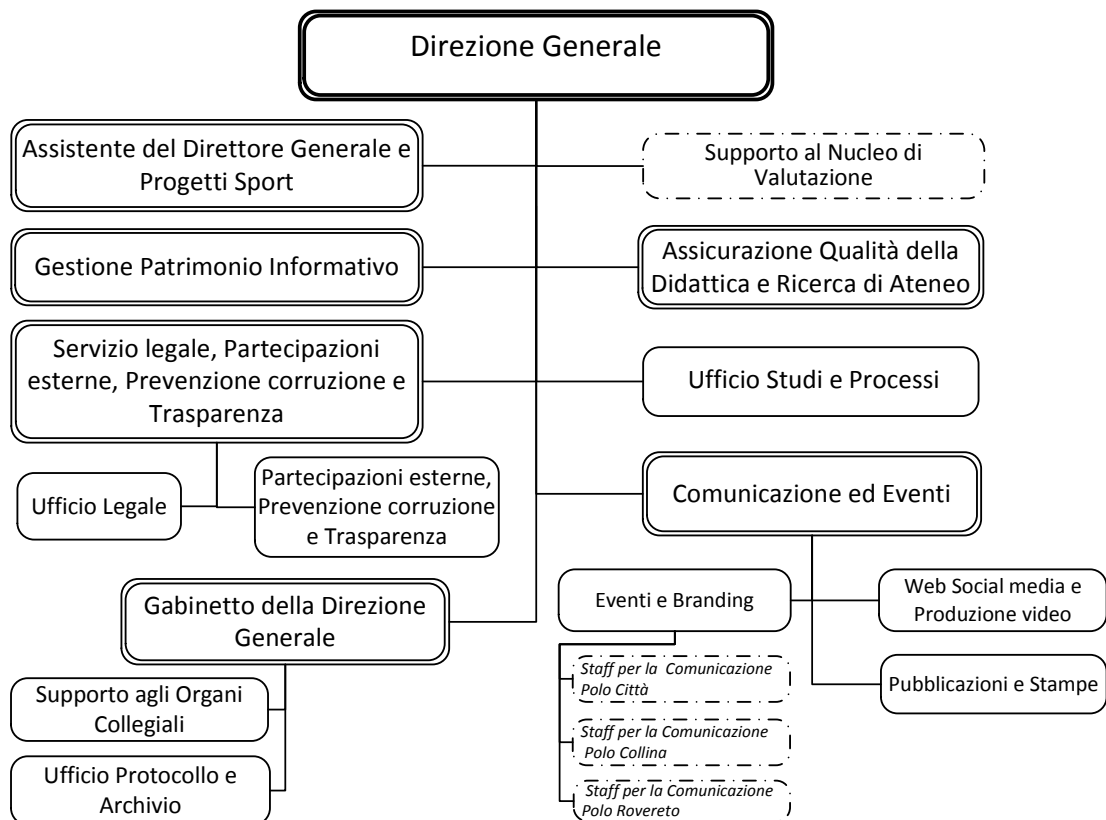 Direzione Generale
Assistente del Direttore Generale e
Progetti Sport
Supporto al Nucleo di
Valutazione
Gestione Patrimonio Informativo
Assicurazione Qualità della
Didattica e Ricerca di Ateneo
Servizio legale, Partecipazioni
esterne, Prevenzione corruzione e
Trasparenza
Ufficio Studi e Processi
Ufficio Legale
Partecipazioni esterne,
Prevenzione corruzione
e Trasparenza
Comunicazione ed Eventi
Gabinetto della Direzione
Generale
Eventi e Branding
Web Social media e
Produzione video
Supporto agli Organi
Collegiali
Staff per la Comunicazione
Polo Città
Pubblicazioni e Stampe
Ufficio Protocollo e
Archivio
Staff per la Comunicazione
Polo Collina
Staff per la Comunicazione
Polo Rovereto